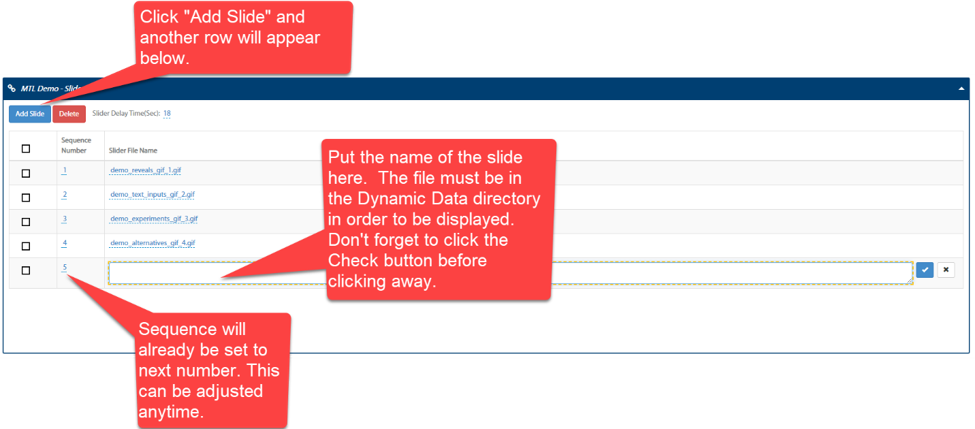 Click "Add Slide" and
another row will appear
below.
MTL Demo - Slide
Add Slide
Delete
Slider Delay Time(Sec): 18
Sequence
Number
Slider File Name
1
demo_reveals_gif_1.gif
2
demo_text_inputs_gif_2.gif
3
demo_experiments_gif_3.gif
4
demo_alternatives_gif_4.gif
5
Put the name of the slide
here. The file must be in
the Dynamic Data directory
in order to be displayed.
Don't forget to click the
Check button before
clicking away.
Sequence will
already be set to
next number. This
can be adjusted
anytime.